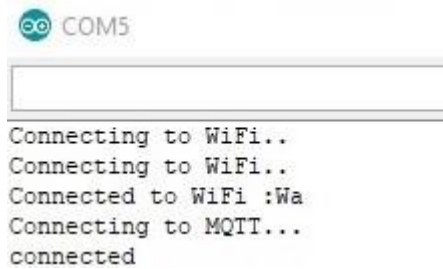 COM5
Connecting to WiFi..
Connecting to WiFi..
Connected to WiFi :Wa
Connecting to MQTT...
connected